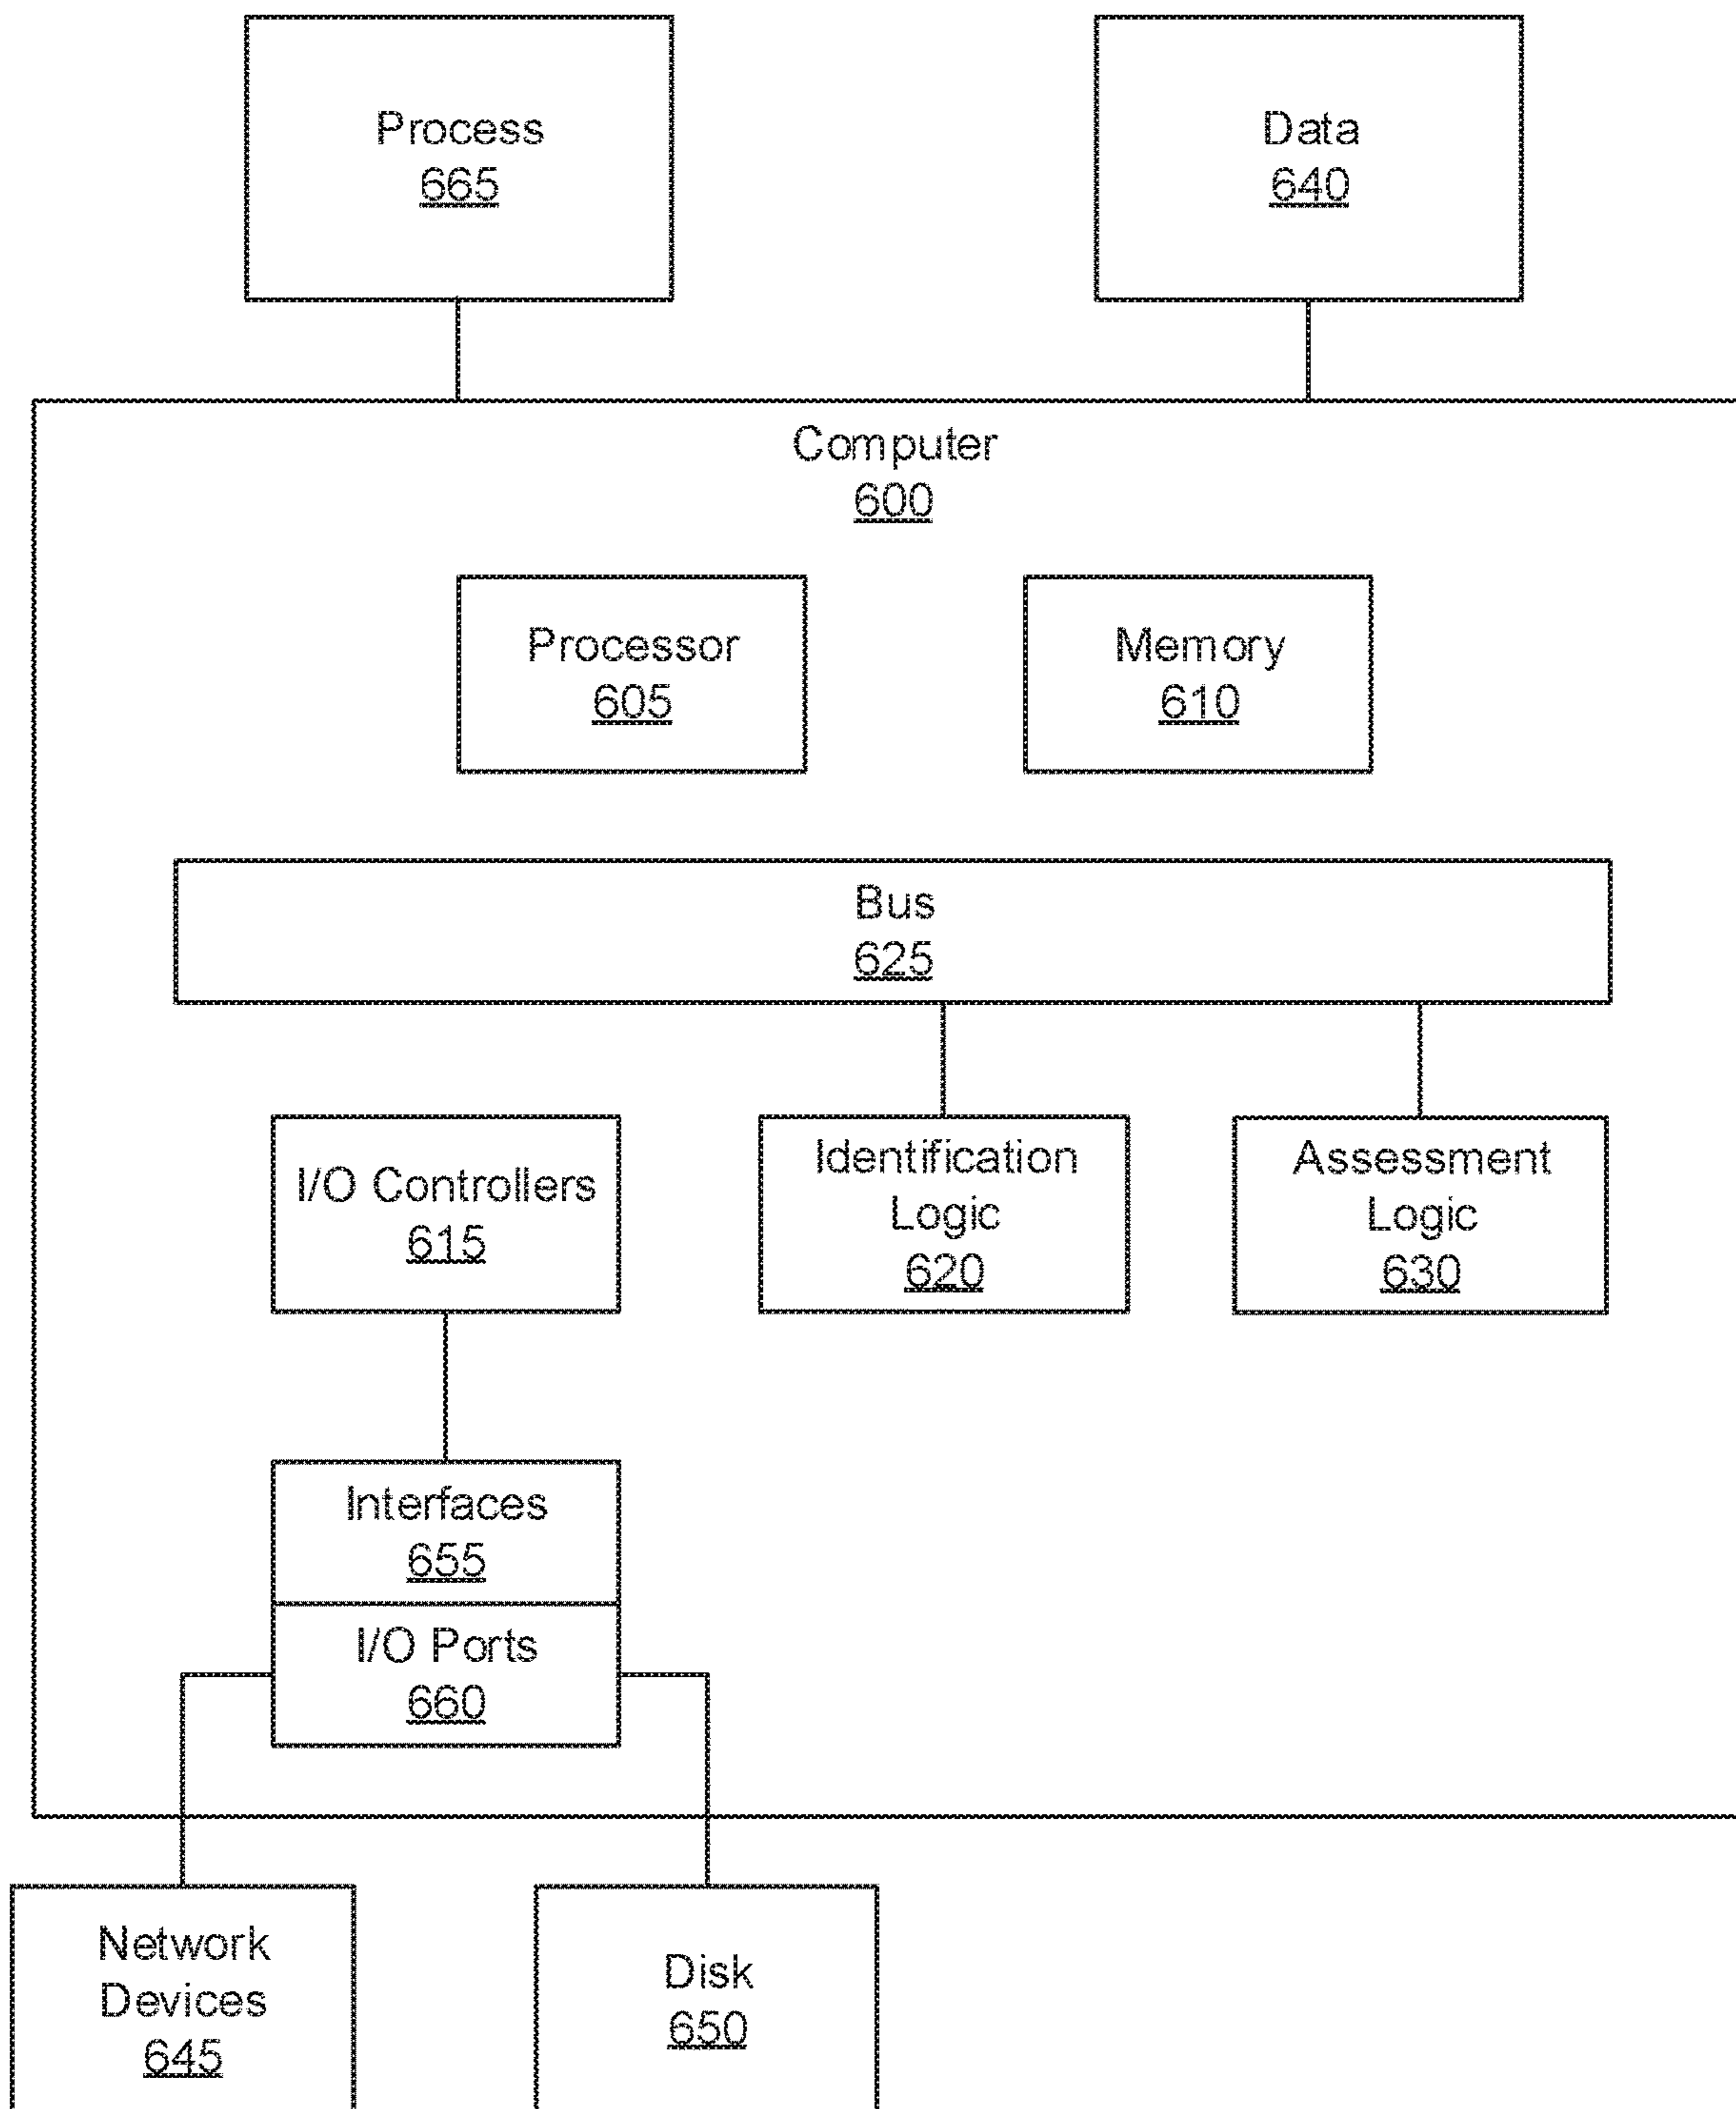 Process
665
Data
640
Computer
600
Processor
605
Memory
610
Bus
625
I/O Controllers
615
Identification
Logic
620
Assessment
Logic
630
Interfaces
655
I/O Ports
660
Network
Devices
645
Disk
650